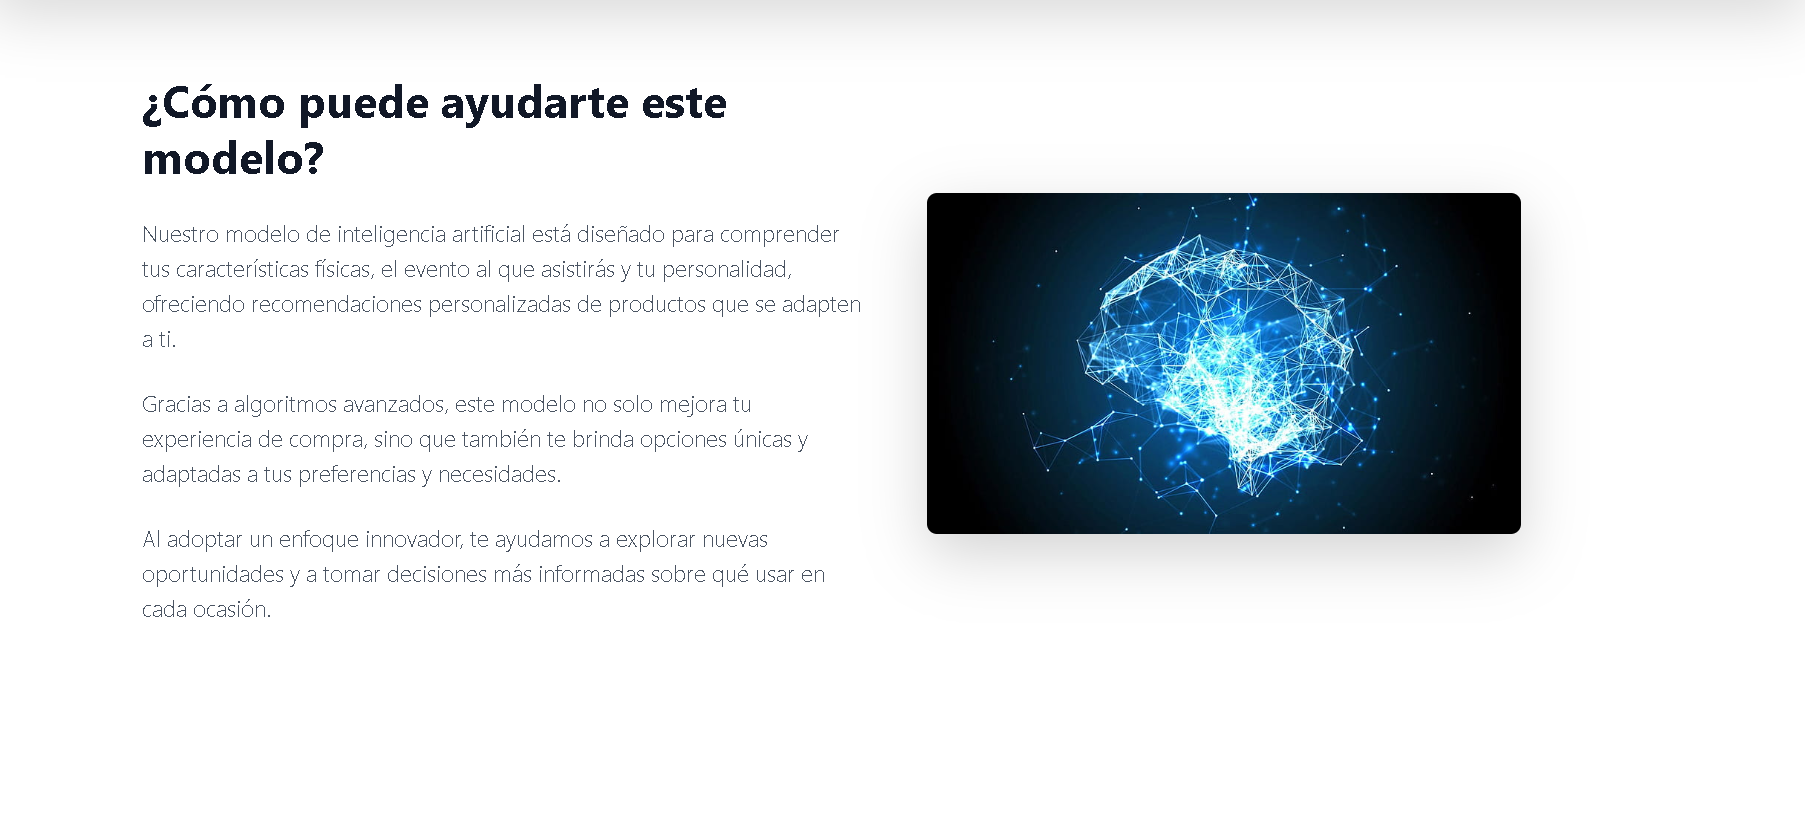 ¿Cómo puede ayudarte este
modelo?
Nuestro modelo de inteligencia artificial está diseñado para comprender
tus características físicas, el evento al que asistirás y tu personalidad,
ofreciendo recomendaciones personalizadas de productos que se adapten
a ti.
Gracias a algoritmos avanzados, este modelo no solo mejora tu
experiencia de compra, sino que también te brinda opciones únicas y
adaptadas a tus preferencias y necesidades.
Al adoptar un enfoque innovador, te ayudamos a explorar nuevas
oportunidades y a tomar decisiones más informadas sobre qué usar en
cada ocasión.